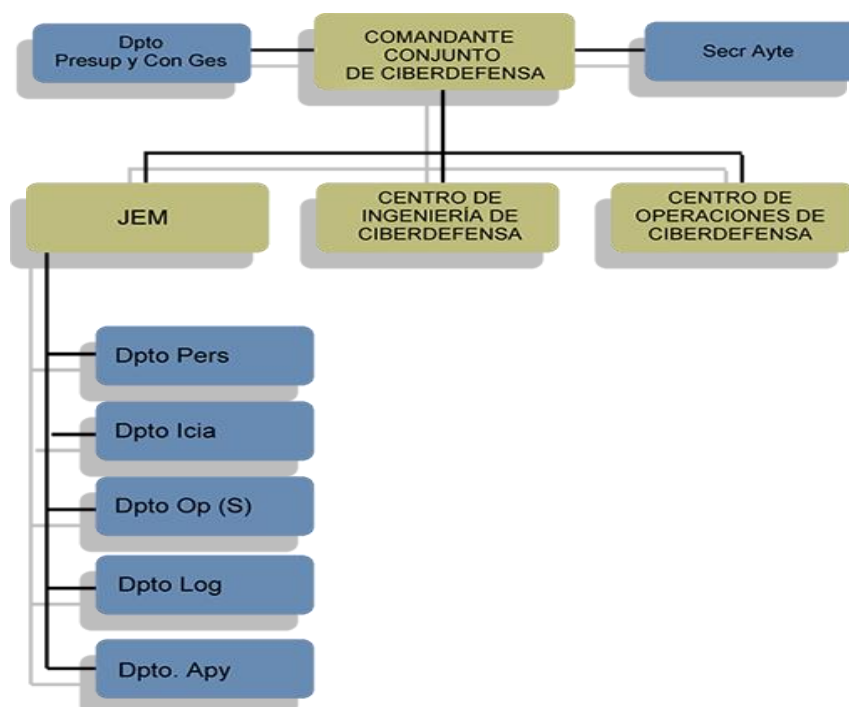 Dpto
Presup y Con Ges
COMANDANTE
CONJUNTO
DE CIBERDEFENSA
Secr Ayte
JEM
CENTRO DE
INGENIERÍA DE
CIBERDEFENSA
CENTRO DE
OPERACIONES DE
CIBERDEFENSA
Dpto Pers
Dpto Icia
Dpto Op (S)
Dpto Log
Dpto. Apy